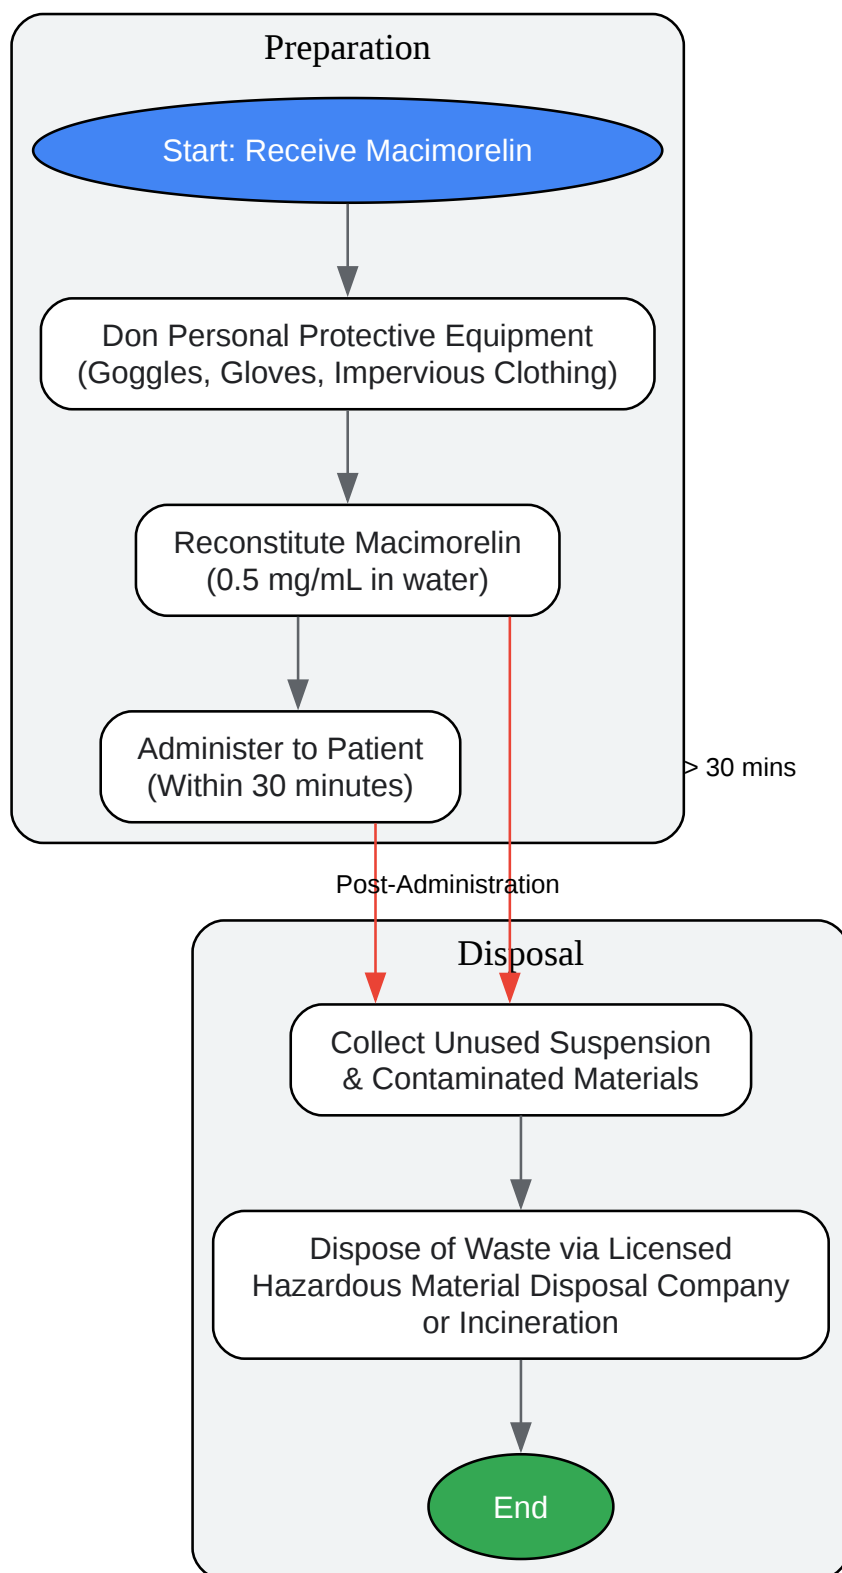 Preparation
Start: Receive Macimorelin
Don Personal Protective Equipment
(Goggles, Gloves, Impervious Clothing)
Reconstitute Macimorelin
(0.5 mg/mL in water)
Administer to Patient
(Within 30 minutes)
> 30 mins
Post-Administration
Disposal
Collect Unused Suspension
& Contaminated Materials
Dispose of Waste via Licensed
Hazardous Material Disposal Company
or Incineration
End